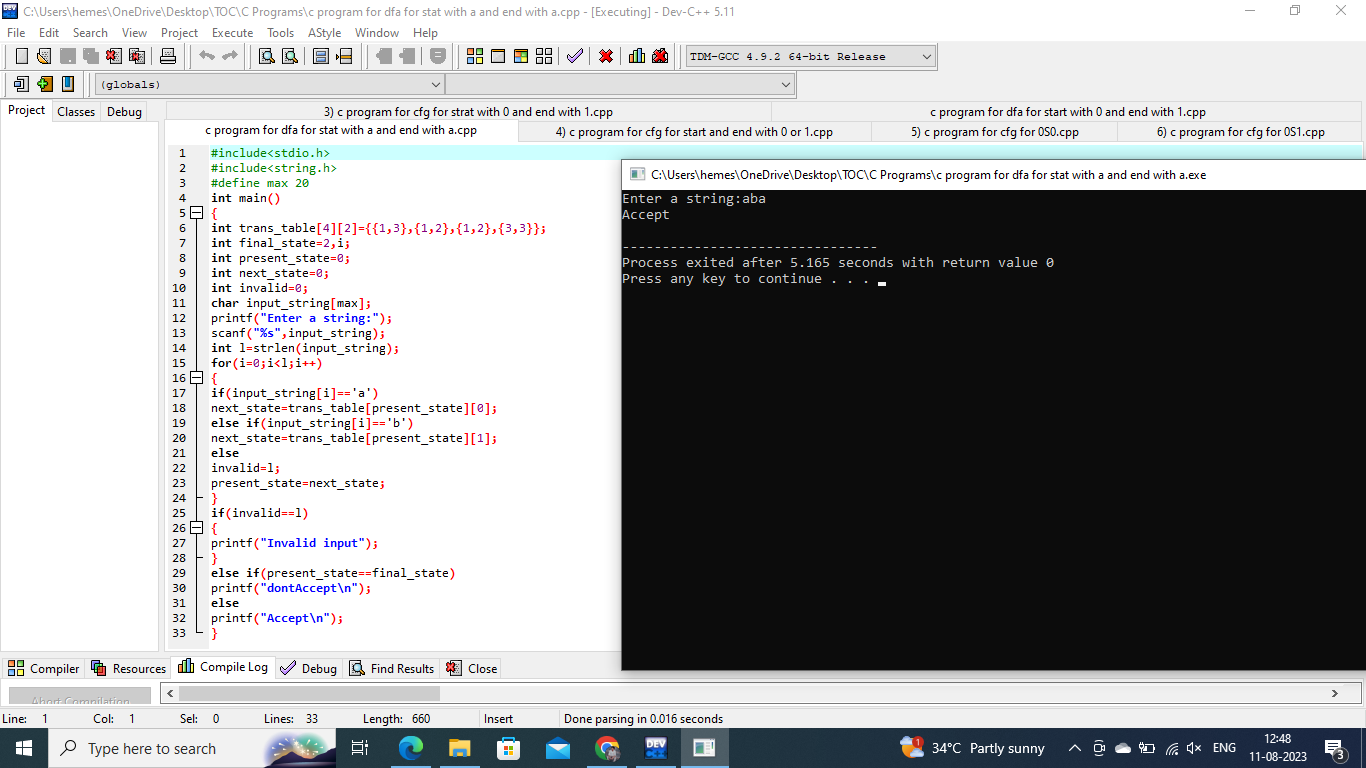 C:\Users\hemes\OneDrive\Desktop\TOC\C Programs\c program for dfa for stat with a and end with a.cpp - [Executing] - Dev-C++ 5.11
File Edit Search View Project Execute Tools AStyle Window Help
TDM-GCC 4.9.2 64-bit Release
(globals)
Project Classes Debug
3) c program for cfg for strat with 0 and end with 1.cpp
c program for dfa for start with 0 and end with 1.cpp
c program for dfa for stat with a and end with a.cpp
4) c program for cfg for start and end with 0 or 1.cpp
5) c program for cfg for 0S0.cpp
6) c program for cfg for 0S1.cpp
1 #include<stdio.h>
2 #include<string.h>
3 #define max 20
4 int main()
5 {
6 int trans_table[4][2]={{1,3},{1,2},{1,2},{3,3}};
7 int final_state=2,i;
8 int present_state=0;
9 int next_state=0;
10 int invalid=0;
11 char input_string[max];
12 printf("Enter a string:");
13 scanf("%s",input_string);
14 int l=strlen(input_string);
15 for(i=0;i<l;i++)
16 {
17 if(input_string[i]=='a')
18 next_state=trans_table[present_state][0];
19 else if(input_string[i]=='b')
20 next_state=trans_table[present_state][1];
21 else
22 invalid=l;
23 present_state=next_state;
24 }
25 if(invalid==l)
26 {
27 printf("Invalid input");
28 }
29 else if(present_state==final_state)
30 printf("dontAccept\n");
31 else
32 printf("Accept\n");
33 }
C:\Users\hemes\OneDrive\Desktop\TOC\C Programs\c program for dfa for stat with a and end with a.exe
Enter a string:aba
Accept
--------------------------------
Process exited after 5.165 seconds with return value 0
Press any key to continue . . .
Compiler Resources Compile Log Debug Find Results Close
Abort Compilation
Line: 1 Col: 1 Sel: 0 Lines: 33 Length: 660 Insert Done parsing in 0.016 seconds
Type here to search
DEV
1
34°C Partly sunny
ENG
12:48
11-08-2023
3